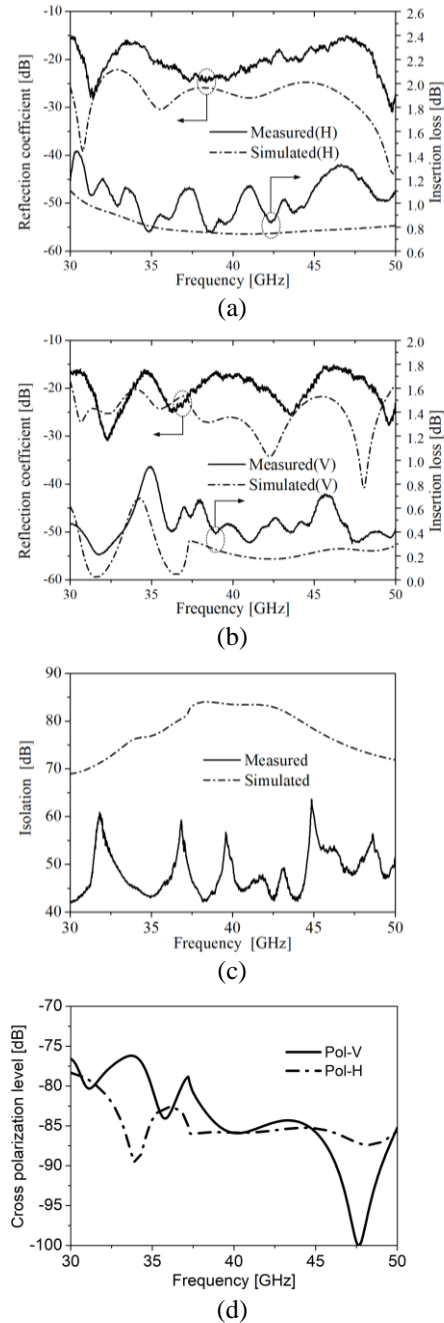 Reflection coefficient [dB]
-10
-20
-30
-40
-50
-60
Measured(H)
Simulated(H)
Measured(H)
Simulated(H)
2.6
2.4
2.2
2.0
1.8
1.6
1.4
1.2
1.0
0.8
0.6
Insertion loss [dB]
30 35 40 45 50
Frequency [GHz]
(a)
Reflection coefficient [dB]
-10
-20
-30
-40
-50
-60
Measured(V)
Simulated(V)
2.0
1.8
1.6
1.4
1.2
1.0
0.8
0.6
0.4
0.2
0.0
Insertion loss [dB]
30 35 40 45 50
Frequency [GHz]
(b)
Isolation [dB]
90
80
70
60
50
40
Measured
Simulated
30 35 40 45 50
Frequency [GHz]
(c)
Cross polarization level [dB]
-70
-75
-80
-85
-90
-95
-100
Pol-V
Pol-H
30 35 40 45 50
Frequency [GHz]
(d)